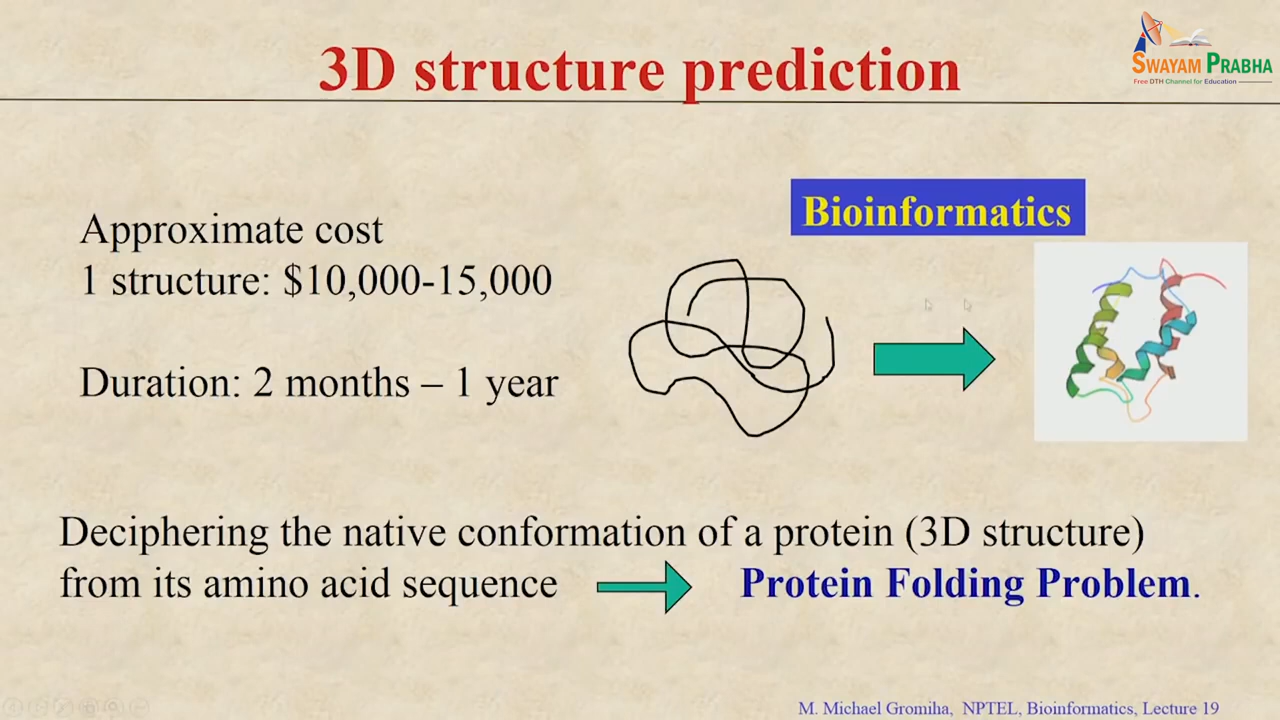 3D structure prediction
SWAYAM PRABHA
Free DTH Channel for Education
Approximate cost
1 structure: $10,000-15,000
Duration: 2 months – 1 year
Bioinformatics
Deciphering the native conformation of a protein (3D structure)
from its amino acid sequence
Protein Folding Problem.
M. Michael Gromiha, NPTEL, Bioinformatics, Lecture 19